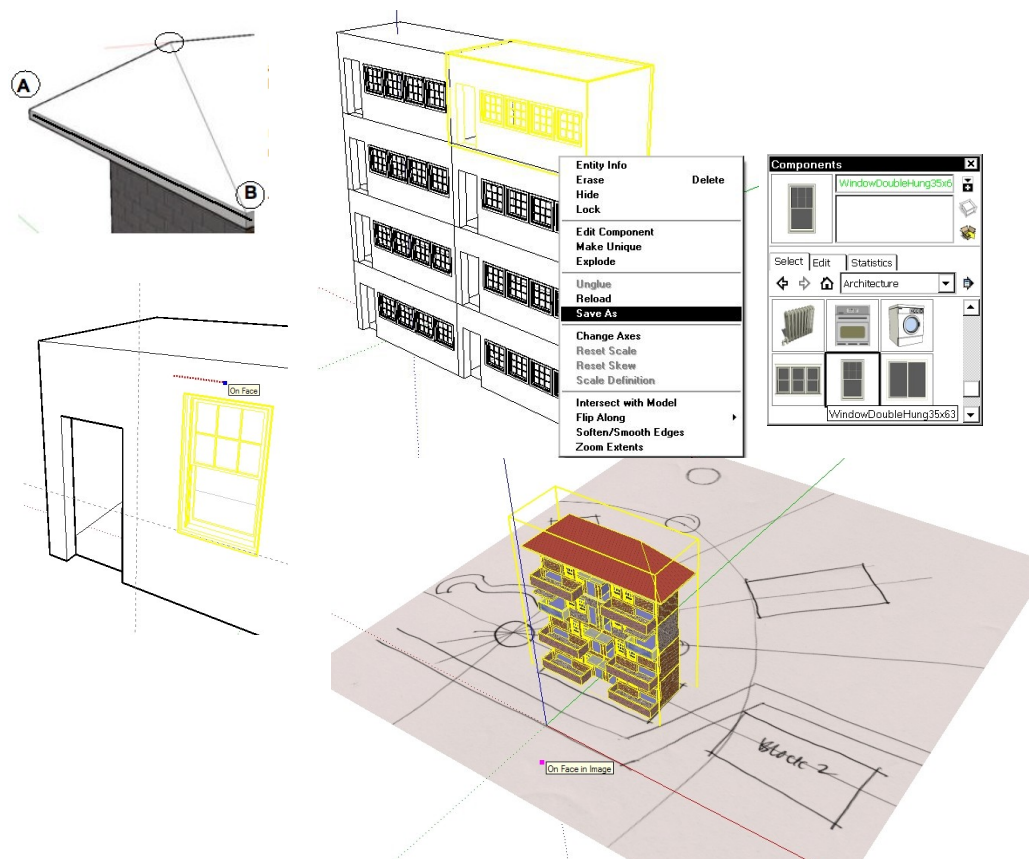 A
B
Entity Info
Erase Delete
Hide
Lock
Edit Component
Make Unique
Explode
Unglue
Reload
Save As
Change Axes
Reset Scale
Reset Skew
Scale Definition
Intersect with Model
Flip Along
Soften/Smooth Edges
Zoom Extents
Components
WindowDoubleHung35x6
Select Edit Statistics
Architecture
WindowDoubleHung35x63
On Face
On Face in Image
Block 2